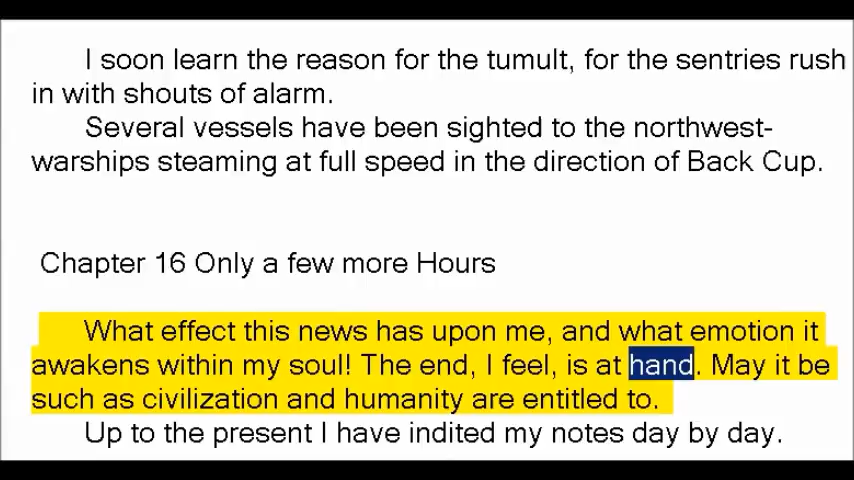 I soon learn the reason for the tumult, for the sentries rush
in with shouts of alarm.
Several vessels have been sighted to the northwest-
warships steaming at full speed in the direction of Back Cup.
Chapter 16 Only a few more Hours
What effect this news has upon me, and what emotion it
awakens within my soul! The end, I feel, is at hand. May it be
such as civilization and humanity are entitled to.
Up to the present I have indited my notes day by day.